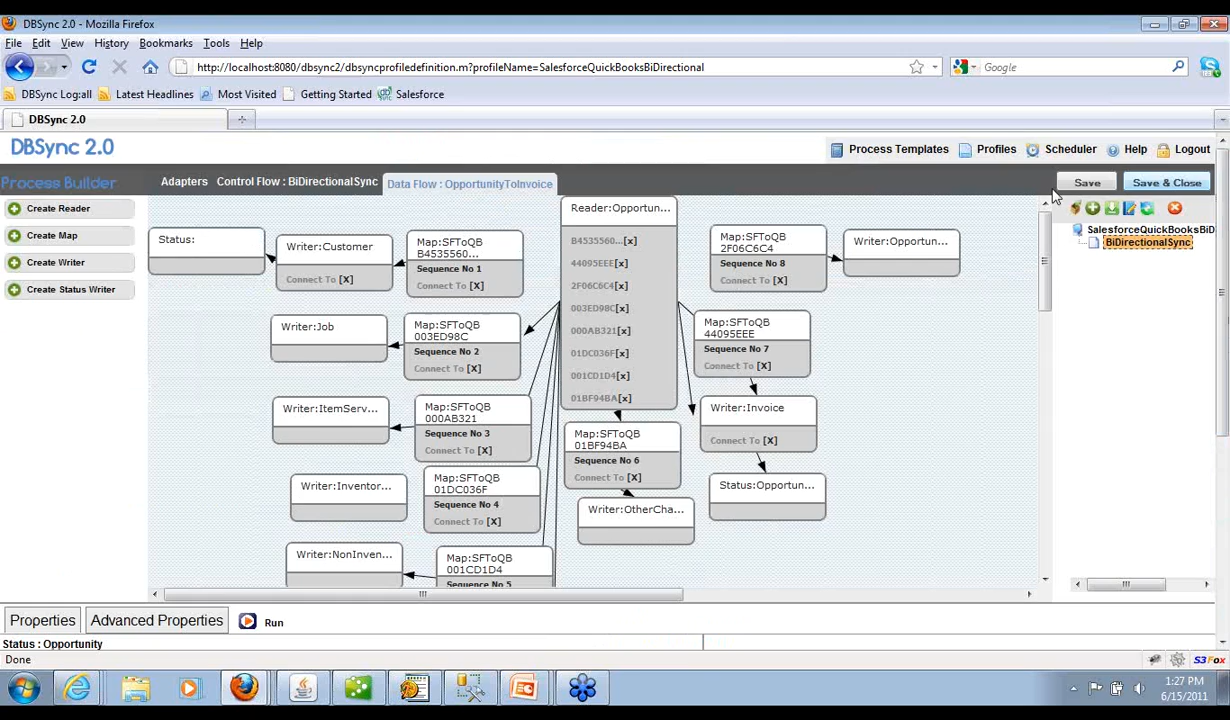 DBSync 2.0 - Mozilla Firefox
File Edit View History Bookmarks Tools Help
http://localhost:8080/dbsync2/dbsyncprofiledefinition.m?profileName=SalesforceQuickBooksBiDirectional
Google
DBSync Log:all Latest Headlines Most Visited Getting Started Salesforce
DBSync 2.0
DBSync 2.0
Process Templates Profiles Scheduler Help Logout
Process Builder
Adapters Control Flow : BiDirectionalSync Data Flow : OpportunityToInvoice
Save Save & Close
Create Reader
Create Map
Create Writer
Create Status Writer
Status:
Writer:Customer
Connect To [X]
Map:SFToQB
B4535560...
Sequence No 1
Connect To [X]
Writer:Job
Map:SFToQB
003ED98C
Sequence No 2
Connect To [X]
Writer:ItemServ...
Map:SFToQB
000AB321
Sequence No 3
Connect To [X]
Writer:Inventor...
Map:SFToQB
01DC036F
Sequence No 4
Connect To [X]
Writer:NonInven...
Map:SFToQB
001CD1D4
Sequence No 5
Reader:Opportun...
B4535560...[x]
44095EEE[x]
2F06C6C4[x]
003ED98C[x]
000AB321[x]
01DC036F[x]
001CD1D4[x]
01BF94BA[x]
Map:SFToQB
01BF94BA
Sequence No 6
Connect To [X]
Writer:OtherCha...
Map:SFToQB
2F06C6C4
Sequence No 8
Connect To [X]
Writer:Opportun...
Map:SFToQB
44095EEE
Sequence No 7
Connect To [X]
Writer:Invoice
Connect To [X]
Status:Opportun...
SalesforceQuickBooksBiD
BiDirectionalSync
Properties Advanced Properties Run
Status : Opportunity
Done
S3Fox
1:27 PM
6/15/2011